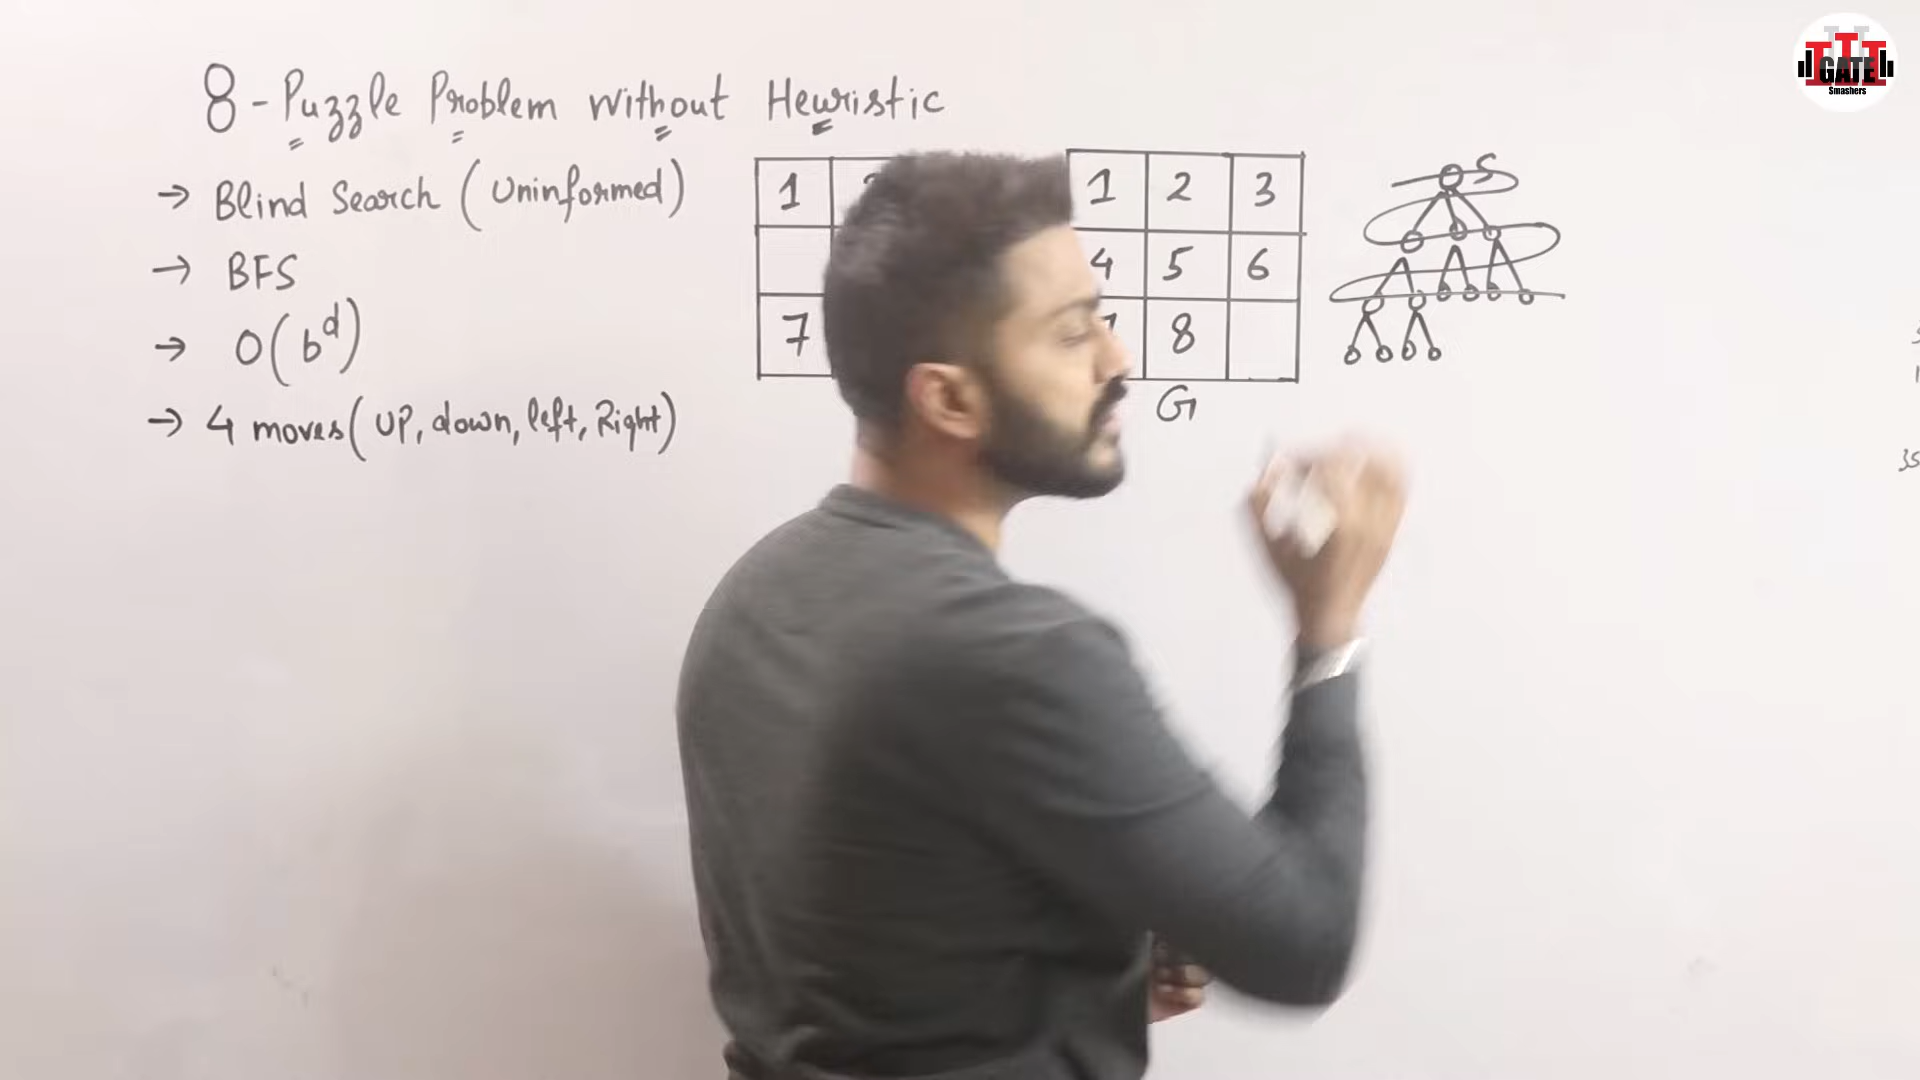 8-Puzzle Problem without Heuristic
→ Blind Search (Uninformed)
→ BFS
→ O(b^d)
→ 4 moves (UP, down, left, Right)
1
7
1 2 3
4 5 6
8
G
S
GATE
Smashers